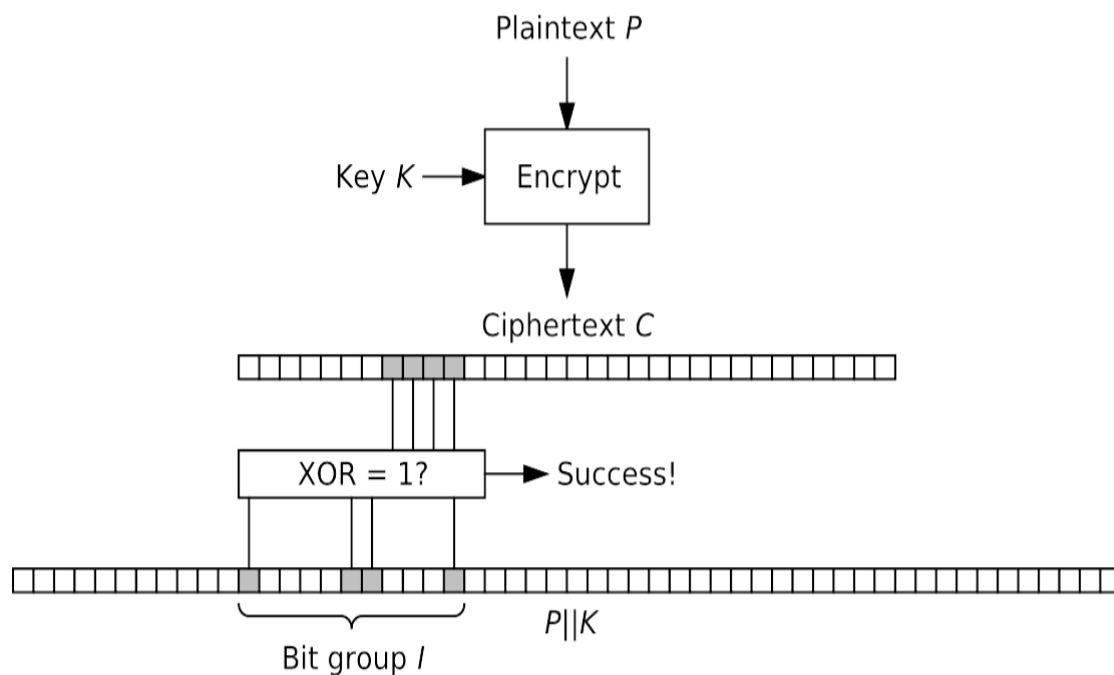 Plaintext P
Key K
Encrypt
Ciphertext C
XOR = 1?
Success!
P||K
Bit group I